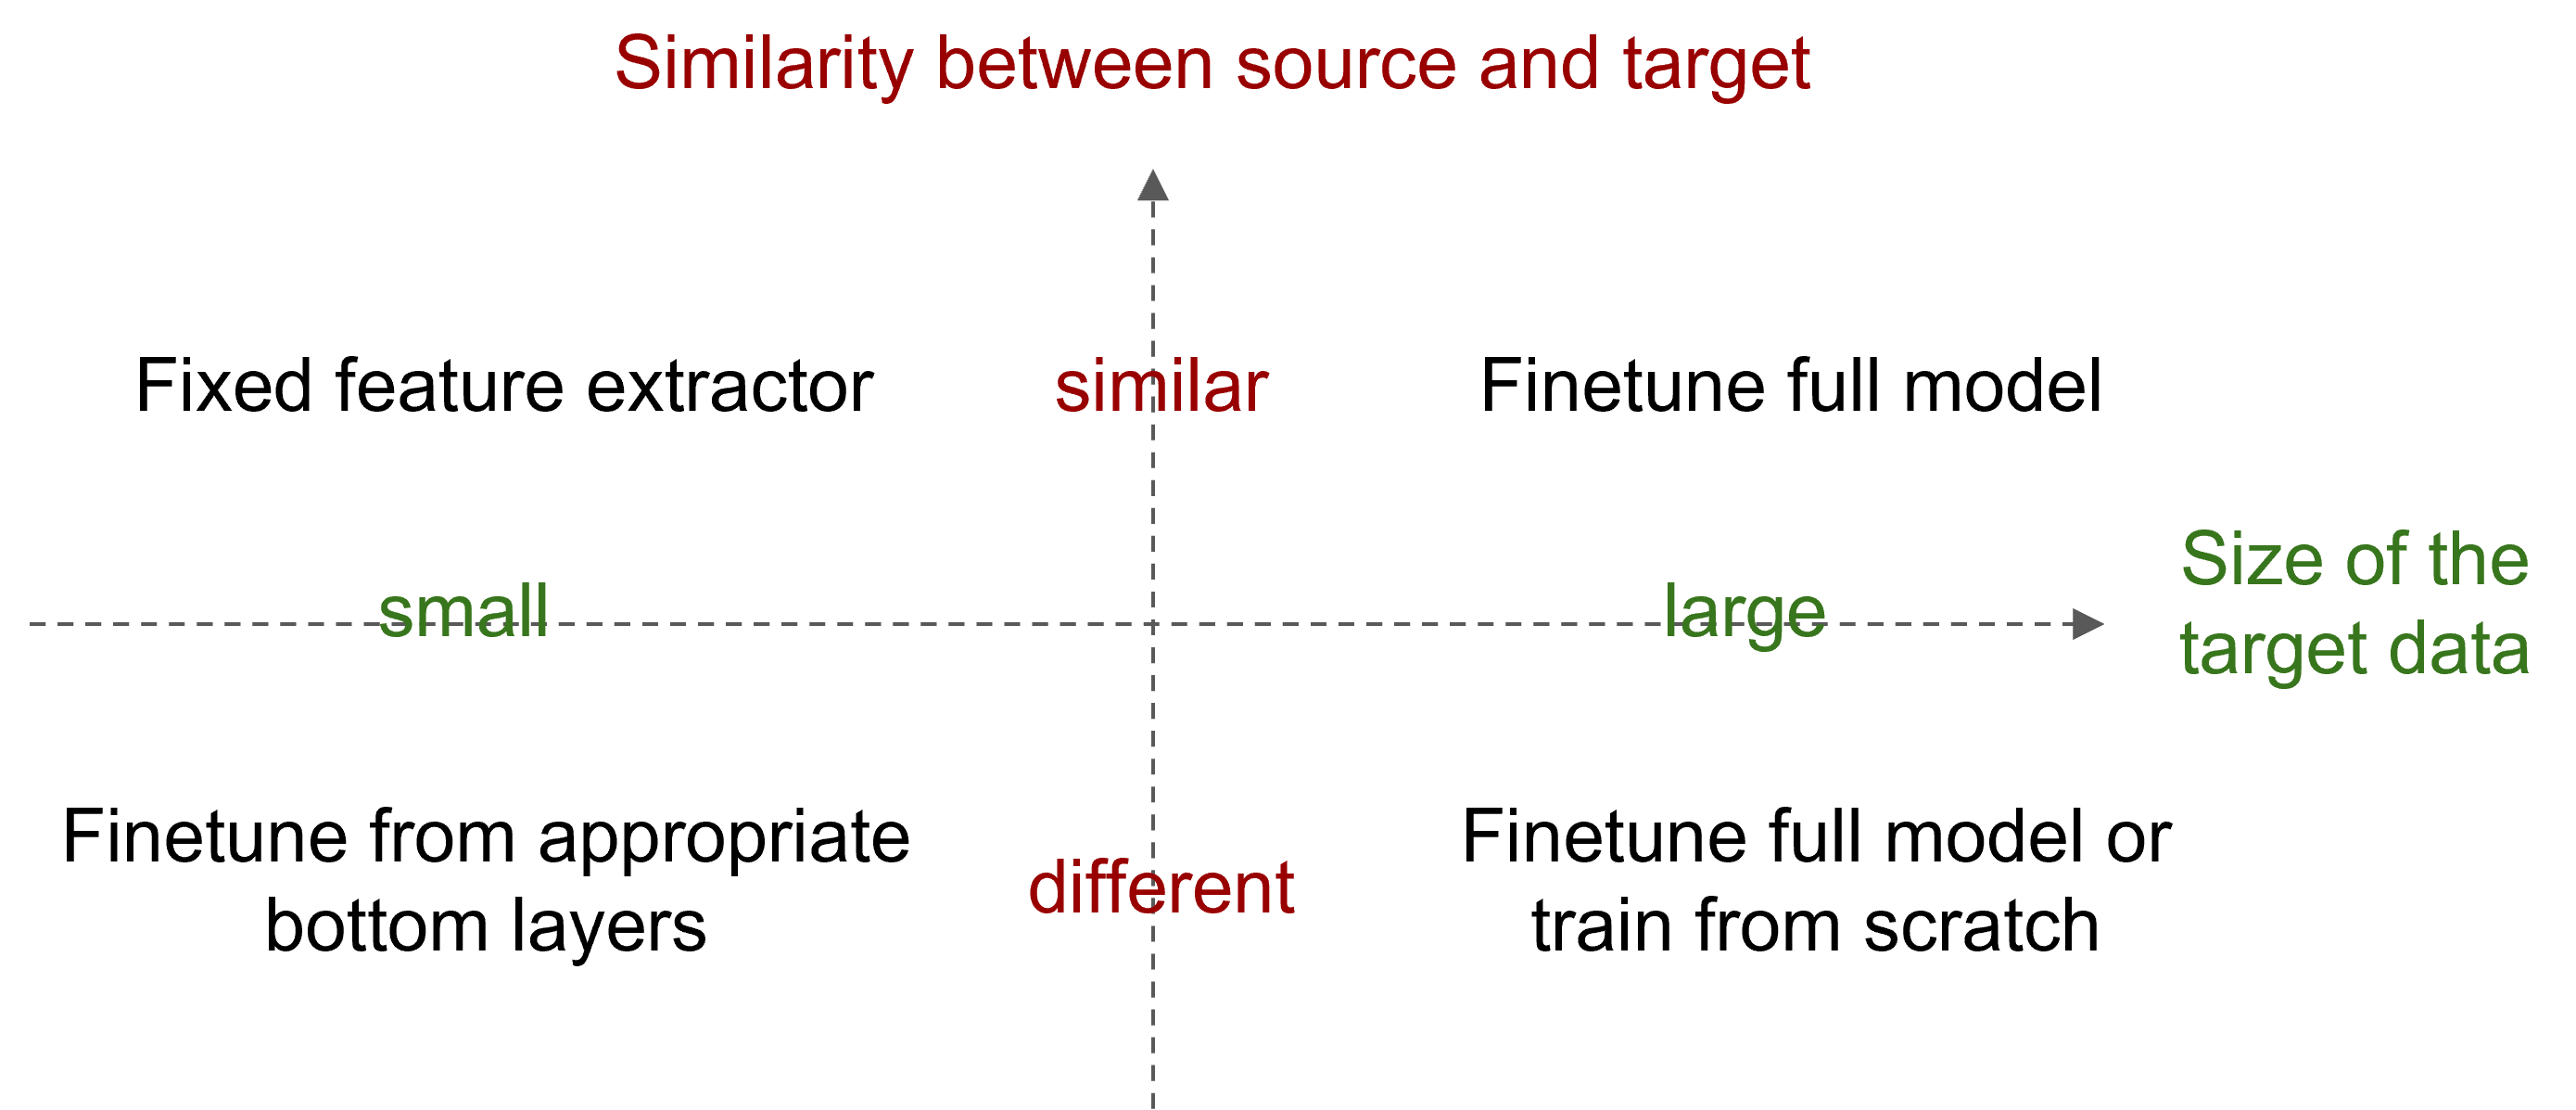 Similarity between source and target
Fixed feature extractor
similar
Finetune full model
small
large
Size of the
target data
Finetune from appropriate
bottom layers
different
Finetune full model or
train from scratch